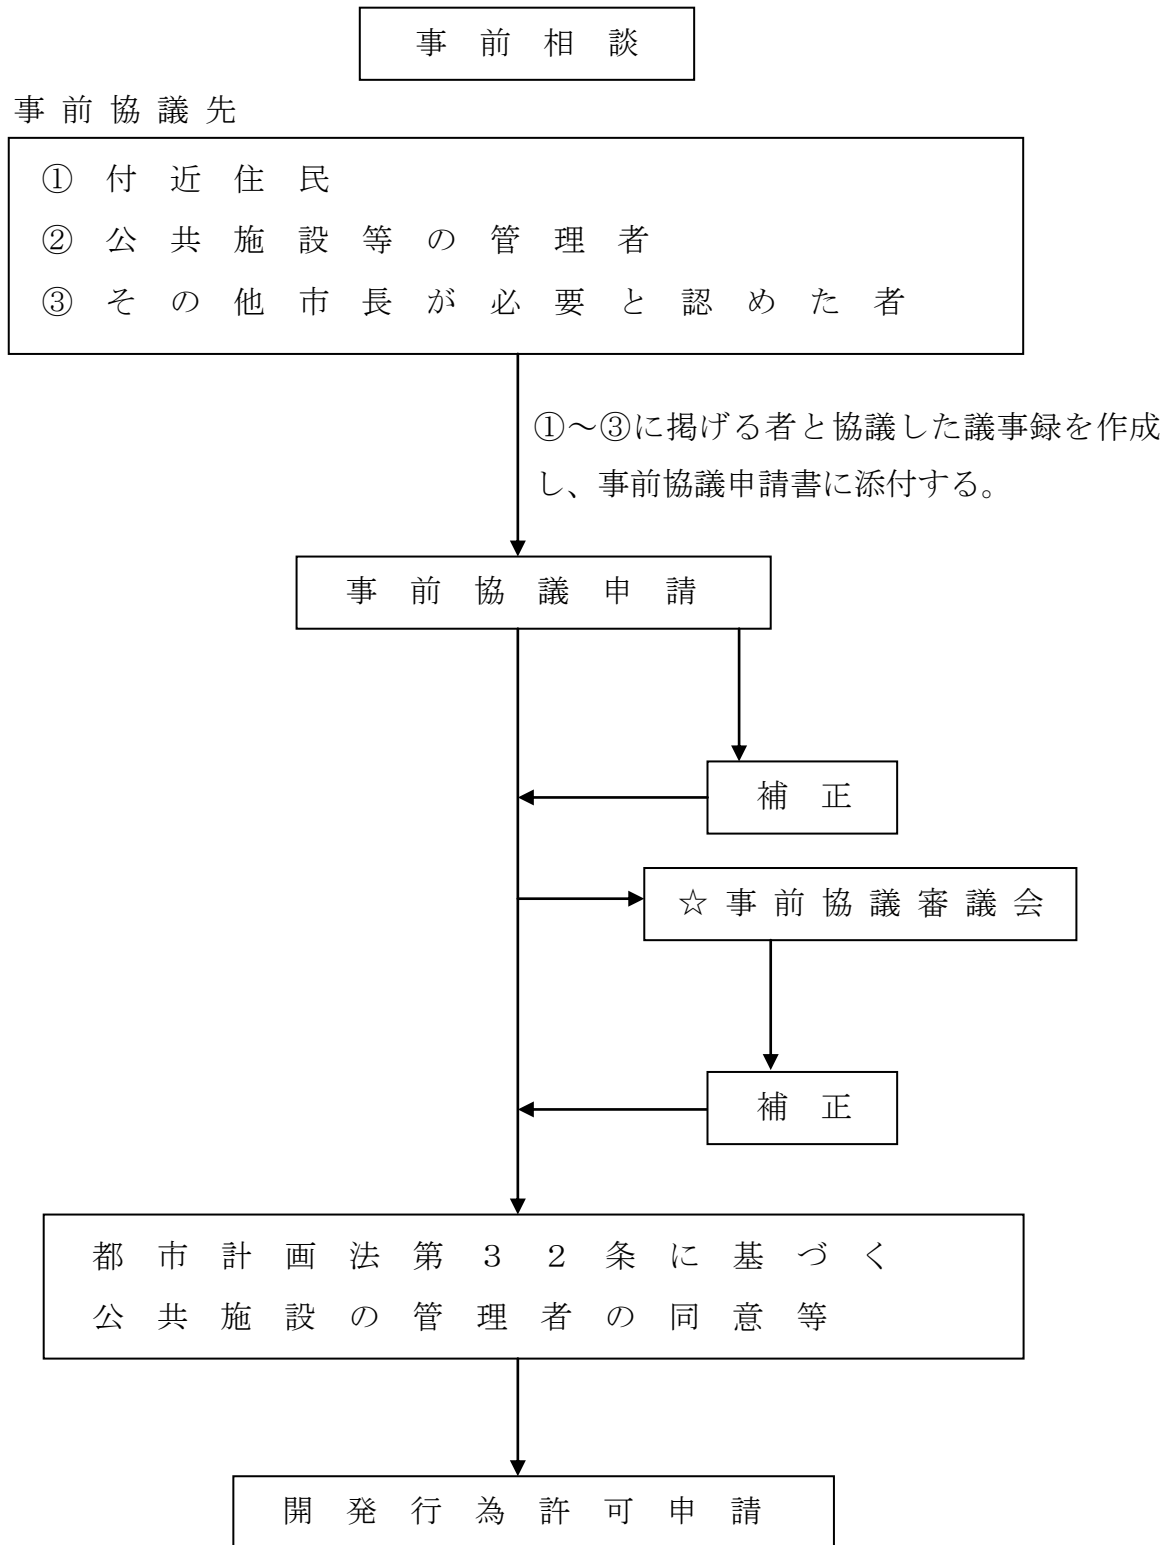 事前相談
事前協議先
①付近住民
②公共施設等の管理者
③その他市長が必要と認めた者
①～③に掲げる者と協議した議事録を作成
し、事前協議申請書に添付する。
事前協議申請
補正
☆事前協議審議会
補正
都市計画法第３２条に基づく
公共施設の管理者の同意等
開発行為許可申請